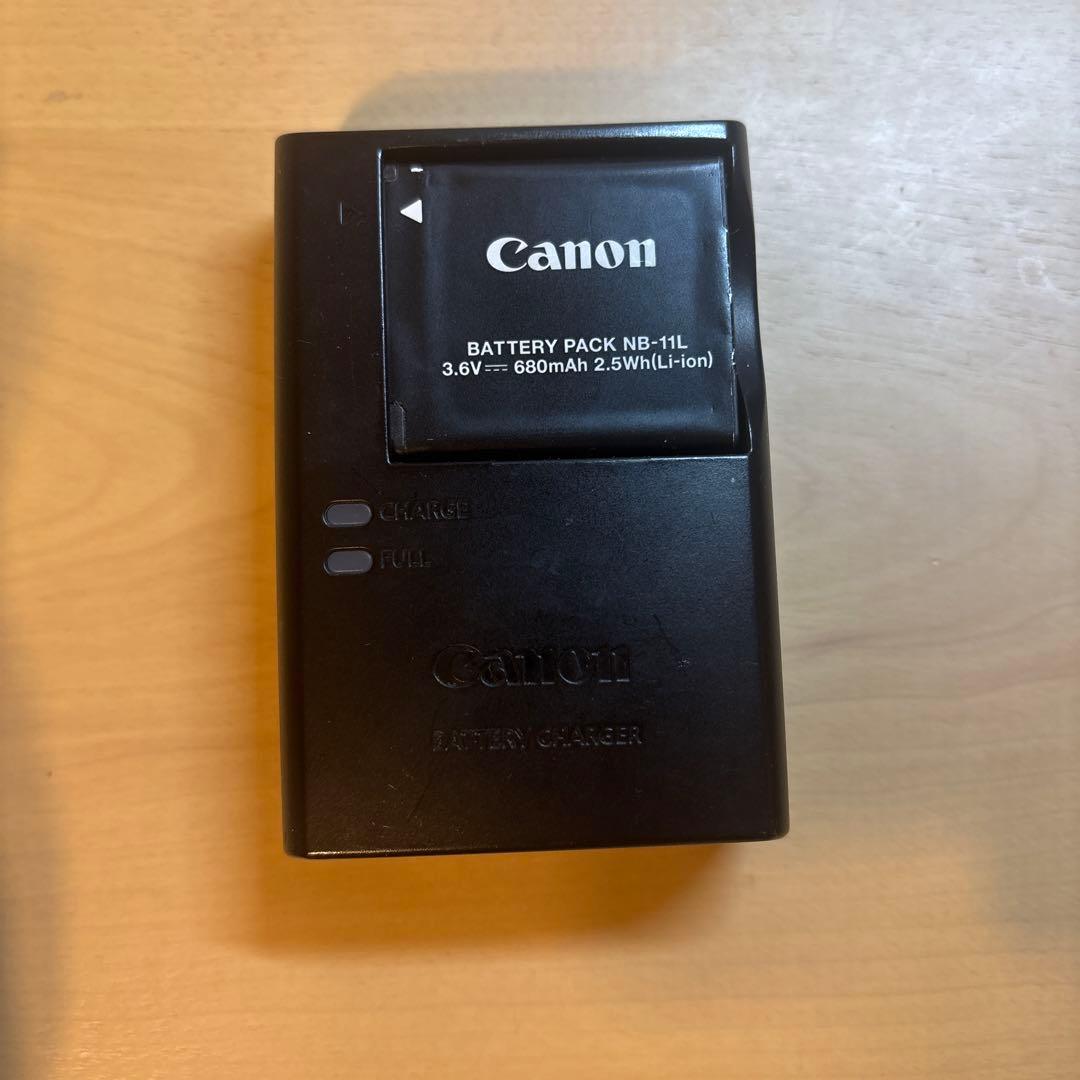 Canon
BATTERY PACK NB-11L
3.6V⎓ 680mAh 2.5Wh(Li-ion)
CHARGE
FULL
Canon
BATTERY CHARGER